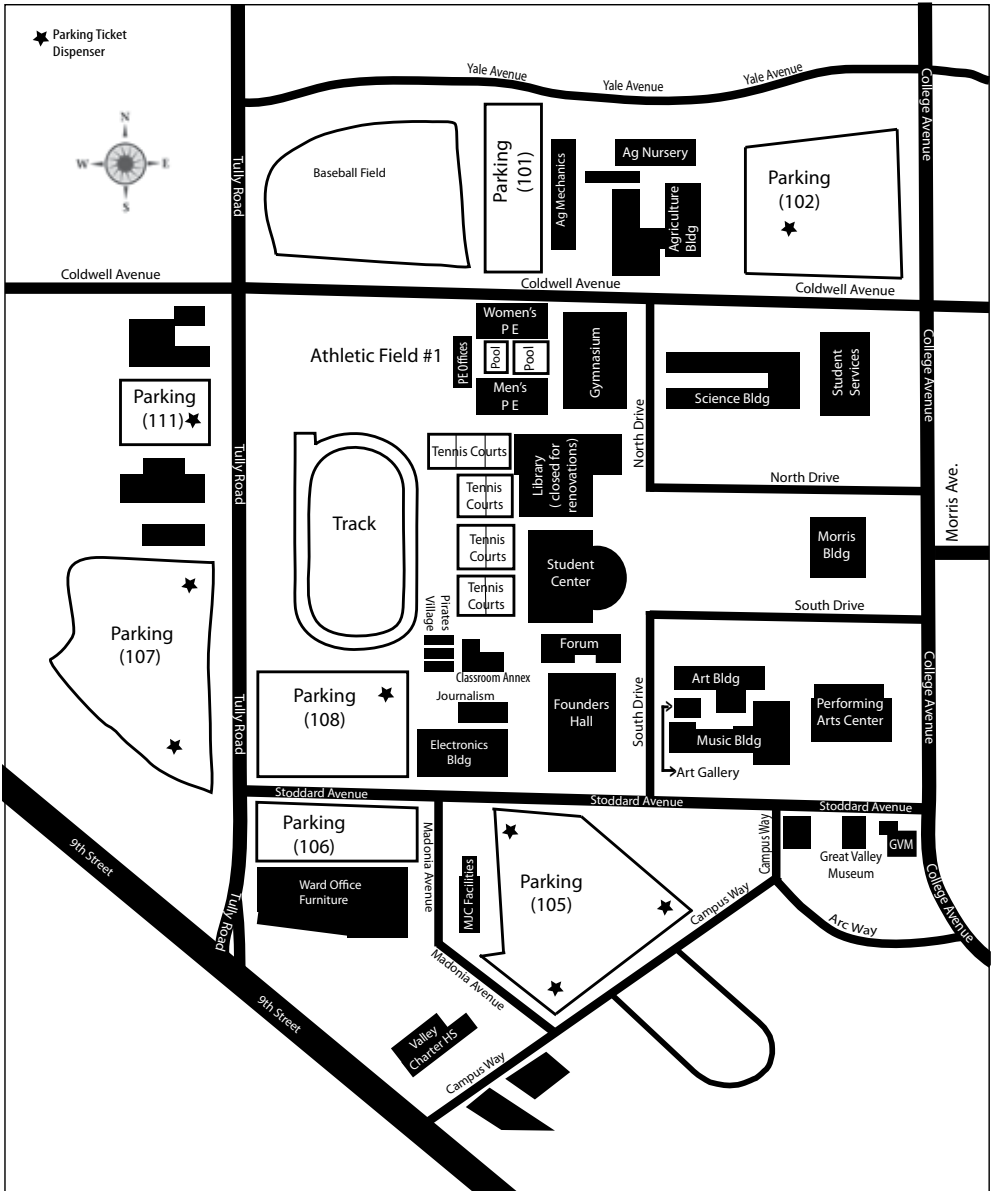 Parking Ticket
Dispenser
N
W
E
S
Yale Avenue
Yale Avenue
Yale Avenue
College Avenue
Tully Road
Baseball Field
Parking
(101)
Ag Mechanics
Ag Nursery
Agriculture
Bldg
Parking
(102)
Coldwell Avenue
Coldwell Avenue
Coldwell Avenue
Women's
P E
Athletic Field #1
PE Offices
Pool
Pool
Men's
P E
Gymnasium
North Drive
Science Bldg
Student
Services
College Avenue
Parking
(111)
Tully Road
Tennis Courts
Library
( closed for
renovations)
Tennis
Courts
North Drive
Morris Ave.
Track
Tennis
Courts
Student
Center
Morris
Bldg
Tennis
Courts
Pirates
Village
South Drive
Parking
(107)
Forum
Classroom Annex
South Drive
Art Bldg
College Avenue
Tully Road
Parking
(108)
Journalism
Founders
Hall
Performing
Arts Center
Electronics
Bldg
Music Bldg
Art Gallery
Stoddard Avenue
Stoddard Avenue
Stoddard Avenue
9th Street
Parking
(106)
Madonia Avenue
Campus Way
Great Valley
Museum
GVM
Ward Office
Furniture
MJC Facilities
Parking
(105)
Campus Way
College Avenue
Tully Road
Arc Way
Madonia Avenue
9th Street
Valley
Charter HS
Campus Way